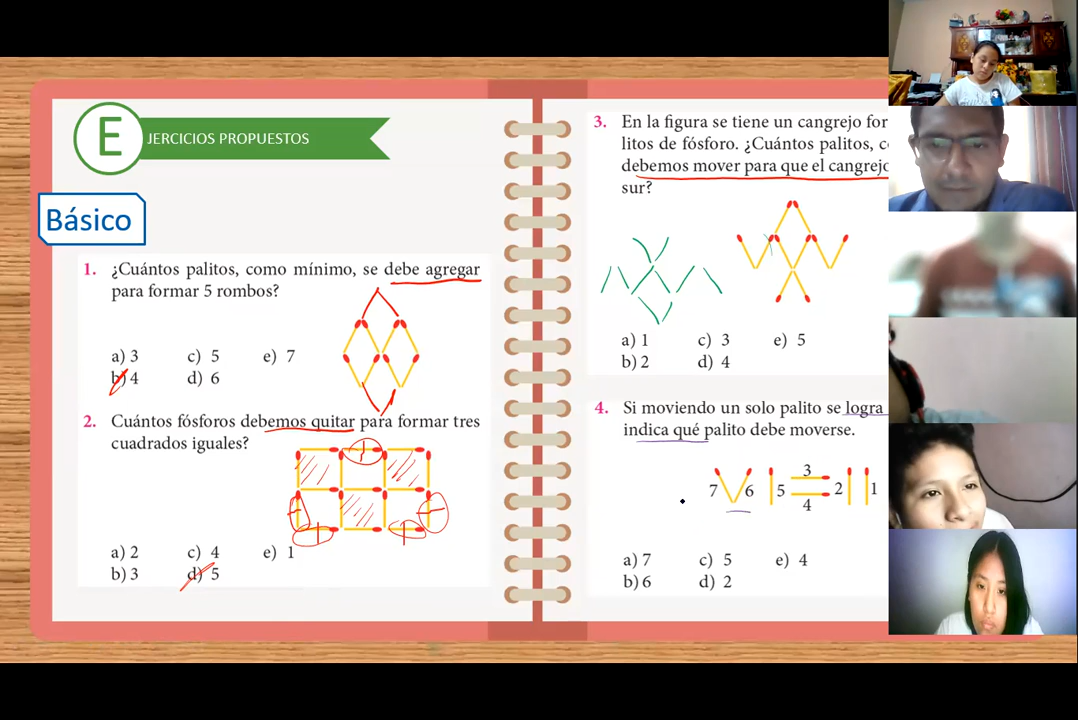 E
JERCICIOS PROPUESTOS
Básico
1. ¿Cuántos palitos, como mínimo, se debe agregar
para formar 5 rombos?
a) 3 c) 5 e) 7
b) 4 d) 6
2. Cuántos fósforos debemos quitar para formar tres
cuadrados iguales?
a) 2 c) 4 e) 1
b) 3 d) 5
3. En la figura se tiene un cangrejo for
litos de fósforo. ¿Cuántos palitos, c
debemos mover para que el cangrejo
sur?
a) 1 c) 3 e) 5
b) 2 d) 4
4. Si moviendo un solo palito se logra
indica qué palito debe moverse.
7 6 5 3 4 2 1
a) 7 c) 5 e) 4
b) 6 d) 2